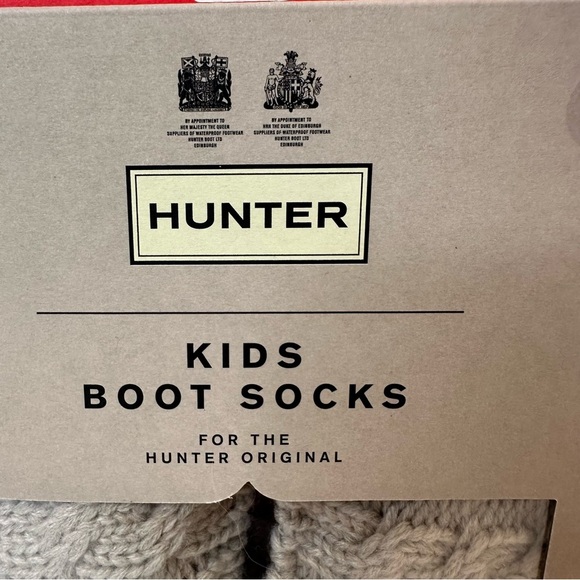 BY APPOINTMENT TO
HER MAJESTY THE QUEEN
SUPPLIERS OF WATERPROOF FOOTWEAR
HUNTER BOOT LTD
EDINBURGH
BY APPOINTMENT TO
HRH THE DUKE OF EDINBURGH
SUPPLIERS OF WATERPROOF FOOTWEAR
HUNTER BOOT LTD
EDINBURGH
HUNTER
KIDS
BOOT SOCKS
FOR THE
HUNTER ORIGINAL